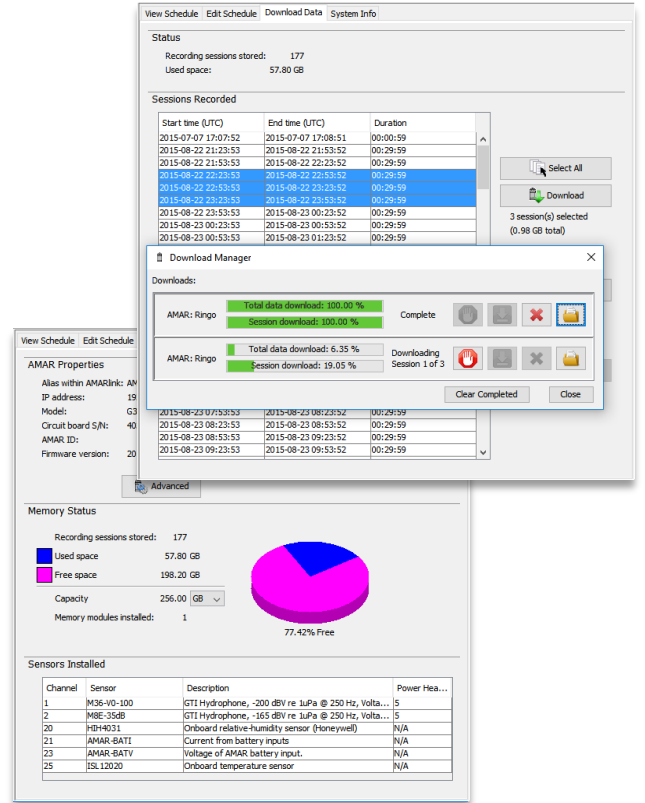 View Schedule Edit Schedule Download Data System Info
Status
Recording sessions stored: 177
Used space: 57.80 GB
Sessions Recorded
Start time (UTC) End time (UTC) Duration
2015-07-07 17:07:52 2015-07-07 17:08:51 00:00:59
2015-08-22 21:23:53 2015-08-22 21:53:52 00:29:59
2015-08-22 21:53:53 2015-08-22 22:23:52 00:29:59
2015-08-22 22:23:53 2015-08-22 22:53:52 00:29:59
2015-08-22 22:53:53 2015-08-22 23:23:52 00:29:59
2015-08-22 23:23:53 2015-08-22 23:53:52 00:29:59
2015-08-22 23:53:53 2015-08-23 00:23:52 00:29:59
2015-08-23 00:23:53 2015-08-23 00:53:52 00:29:59
2015-08-23 00:53:53 2015-08-23 01:23:52 00:29:59
Select All
Download
3 session(s) selected
(0.98 GB total)
Download Manager
Downloads:
AMAR: Ringo Total data download: 100.00 % Complete
Session download: 100.00 %
AMAR: Ringo Total data download: 6.35 % Downloading
Session download: 19.05 % Session 1 of 3
Clear Completed Close
2015-08-23 07:53:53 2015-08-23 08:23:52 00:29:59
2015-08-23 08:23:53 2015-08-23 08:53:52 00:29:59
2015-08-23 08:53:53 2015-08-23 09:23:52 00:29:59
2015-08-23 09:23:53 2015-08-23 09:53:52 00:29:59
View Schedule Edit Schedule
AMAR Properties
Alias within AMARlink: AM
IP address: 19
Model: G3
Circuit board S/N: 40
AMAR ID:
Firmware version: 20
Advanced
Memory Status
Recording sessions stored: 177
Used space 57.80 GB
Free space 198.20 GB
Capacity 256.00 GB
Memory modules installed: 1
77.42% Free
Sensors Installed
Channel Sensor Description Power Hea...
1 M36-V0-100 GTI Hydrophone, -200 dBV re 1uPa @ 250 Hz, Volta... 5
2 M8E-35dB GTI Hydrophone, -165 dBV re 1uPa @ 250 Hz, Volta... 5
20 HIH4031 Onboard relative-humidity sensor (Honeywell) N/A
21 AMAR-BATI Current from battery inputs N/A
23 AMAR-BATV Voltage of AMAR battery input. N/A
25 ISL12020 Onboard temperature sensor N/A